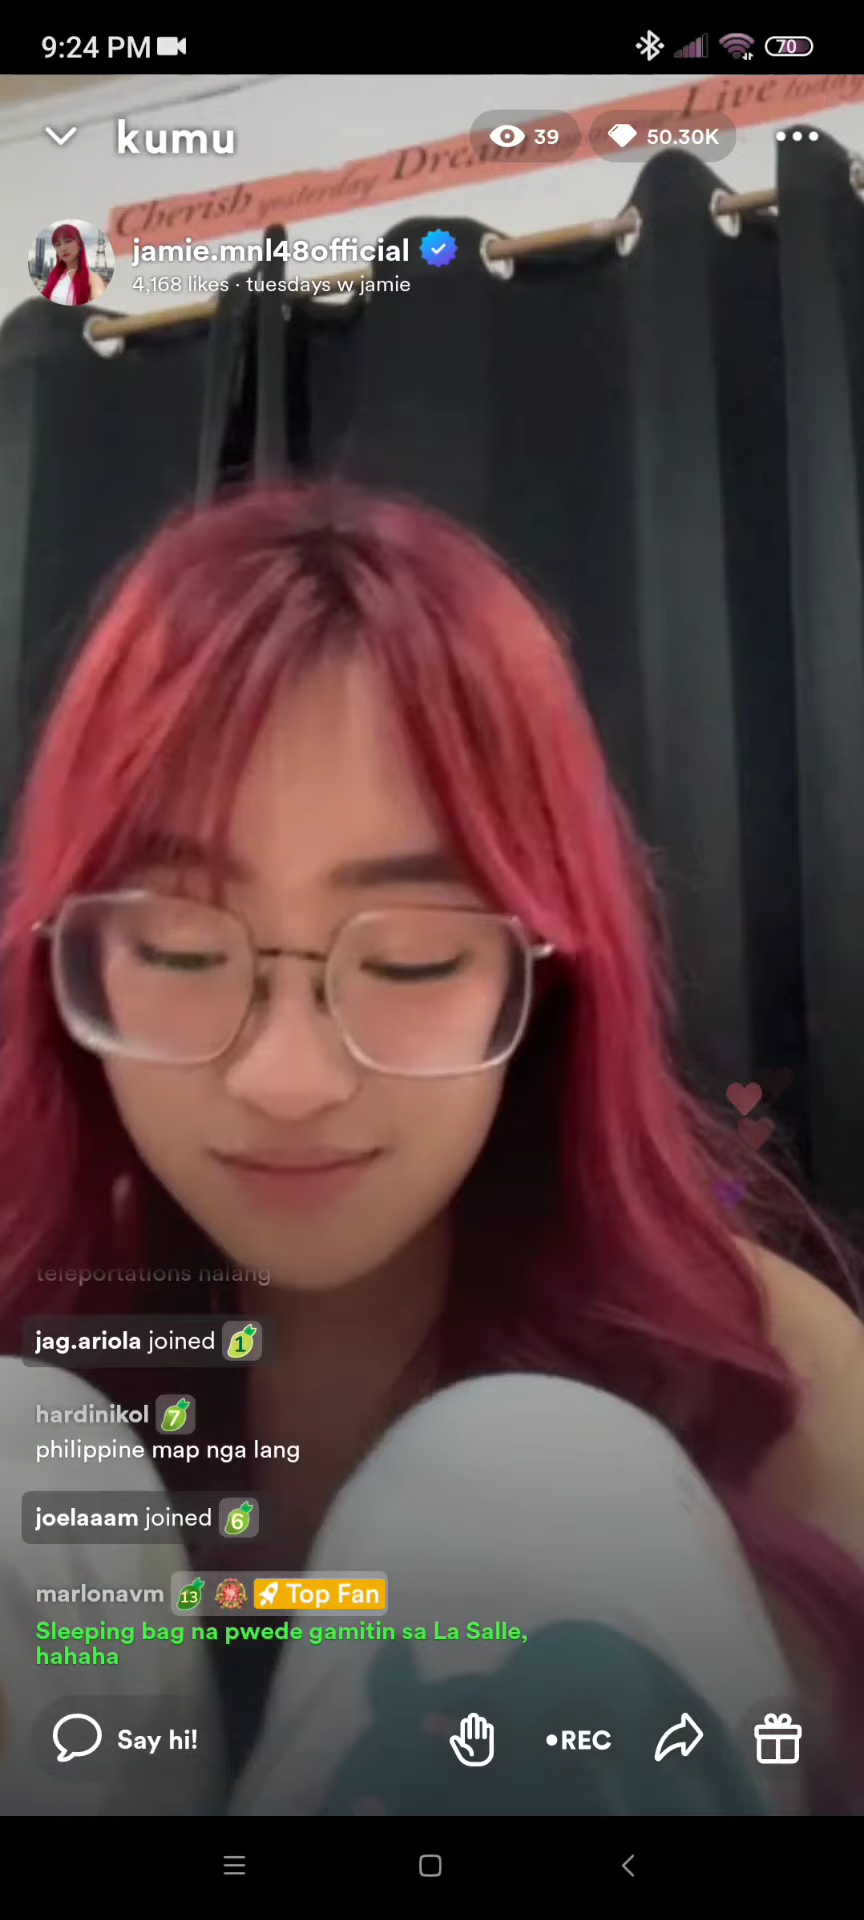 9:24 PM
70
kumu
39
50.30K
Live today
Dream
Cherish yesterday
jamie.mnl48official
4,168 likes · tuesdays w jamie
teleportations nalang
jag.ariola joined 1
hardinikol 7
philippine map nga lang
joelaaam joined 6
marlonavm 13 Top Fan
Sleeping bag na pwede gamitin sa La Salle,
hahaha
Say hi!
•REC